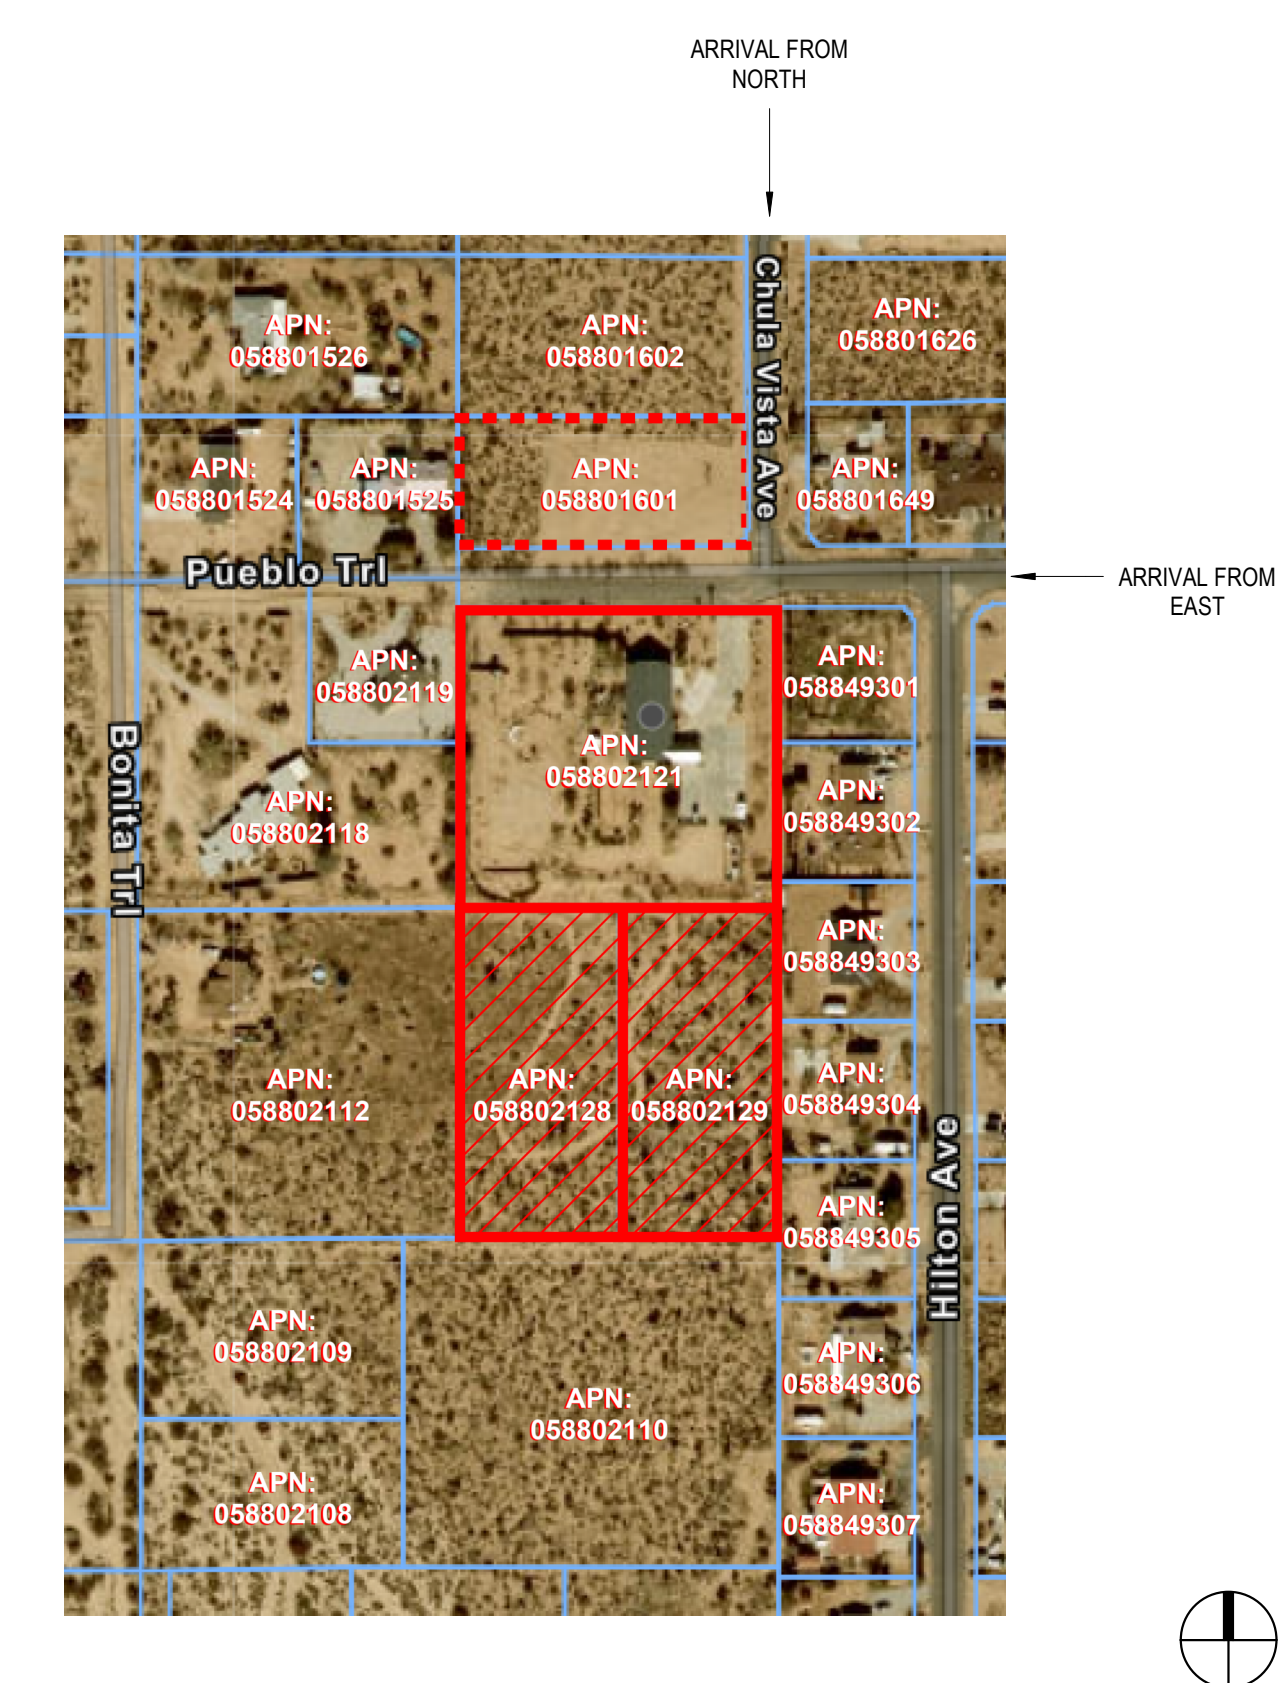 ARRIVAL FROM
NORTH
Chula Vista Ave
APN:
058801526
APN:
058801602
APN:
058801626
APN:
058801524
APN:
058801525
APN:
058801601
APN:
058801649
Pueblo Trl
ARRIVAL FROM
EAST
APN:
058802119
APN:
058849301
APN:
058802121
Bonita Trl
APN:
058802118
APN:
058849302
APN:
058849303
APN:
058802112
APN:
058802128
APN:
058802129
APN:
058849304
Hilton Ave
APN:
058849305
APN:
058802109
APN:
058849306
APN:
058802110
APN:
058802108
APN:
058849307